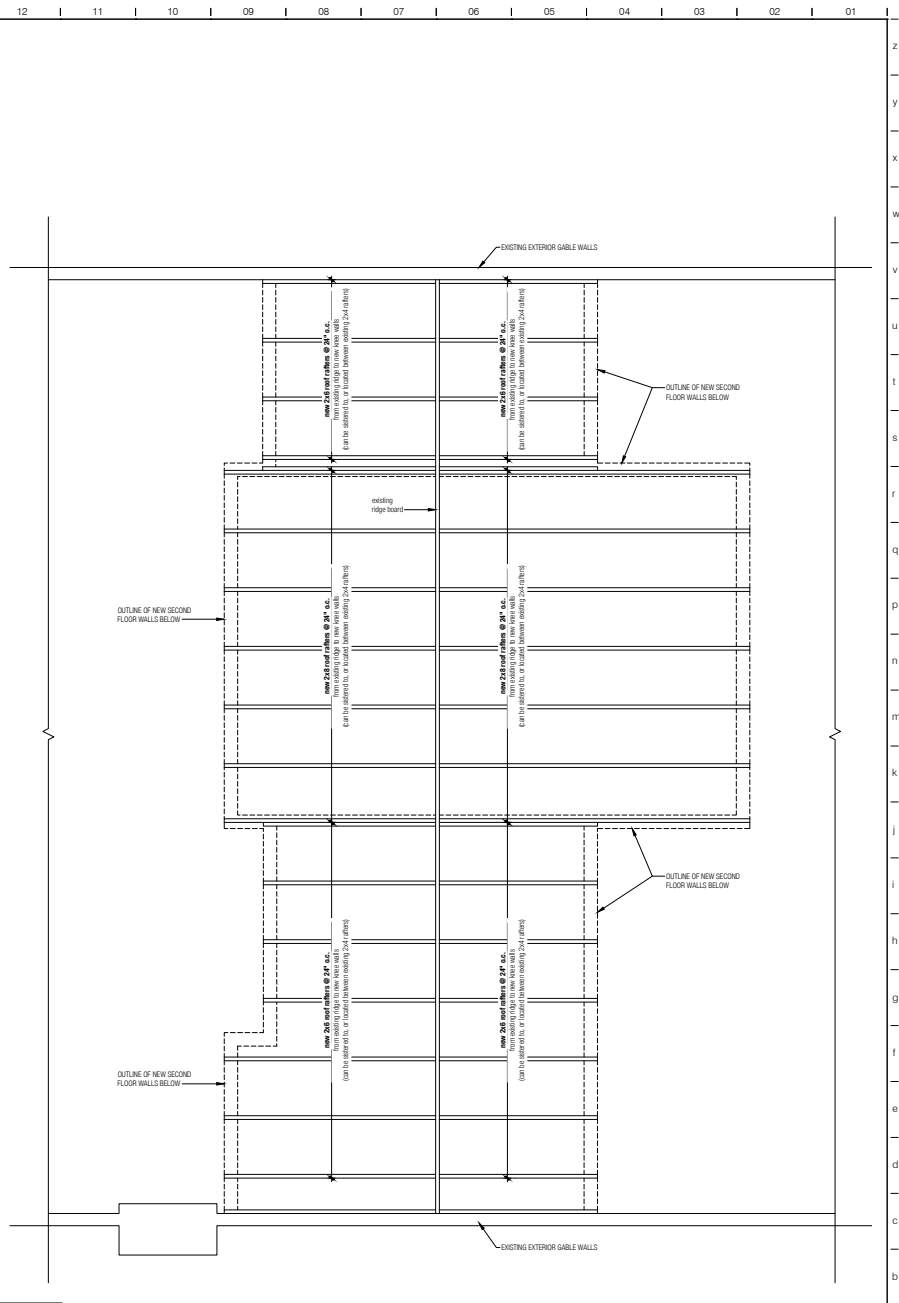 12 11 10 09 08 07 06 05 04 03 02 01
z
y
x
w
EXISTING EXTERIOR GABLE WALLS
v
new 2x6 roof rafters @ 24" o.c.
from existing ridge to new knee walls
(can be sistered to, or located between existing 2x4 rafters)
new 2x6 roof rafters @ 24" o.c.
from existing ridge to new knee walls
(can be sistered to, or located between existing 2x4 rafters)
u
t
OUTLINE OF NEW SECOND
FLOOR WALLS BELOW
s
r
existing
ridge board
q
OUTLINE OF NEW SECOND
FLOOR WALLS BELOW
new 2x8 roof rafters @ 24" o.c.
from existing ridge to new knee walls
(can be sistered to, or located between existing 2x4 rafters)
new 2x8 roof rafters @ 24" o.c.
from existing ridge to new knee walls
(can be sistered to, or located between existing 2x4 rafters)
p
n
m
k
j
OUTLINE OF NEW SECOND
FLOOR WALLS BELOW
i
h
new 2x6 roof rafters @ 24" o.c.
from existing ridge to new knee walls
(can be sistered to, or located between existing 2x4 rafters)
new 2x6 roof rafters @ 24" o.c.
from existing ridge to new knee walls
(can be sistered to, or located between existing 2x4 rafters)
g
f
OUTLINE OF NEW SECOND
FLOOR WALLS BELOW
e
d
c
EXISTING EXTERIOR GABLE WALLS
b